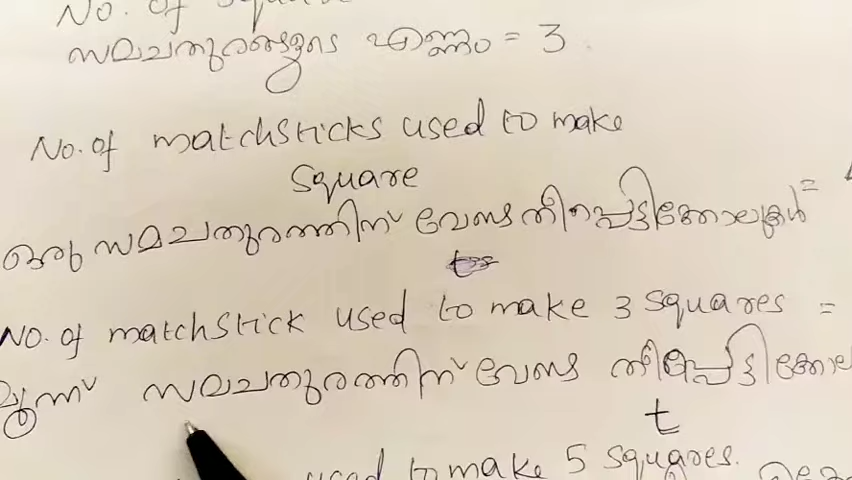 No. of square
സമചതുരങ്ങളുടെ എണ്ണം = 3
No. of matchsticks used to make
square
ഒരു സമചതുരത്തിന് വേണ്ട തീപ്പെട്ടിക്കോലുകൾ =
t
No. of matchstick used to make 3 squares =
മൂന്ന് സമചതുരത്തിന് വേണ്ട തീപ്പെട്ടിക്കോല
t
used to make 5 squares.